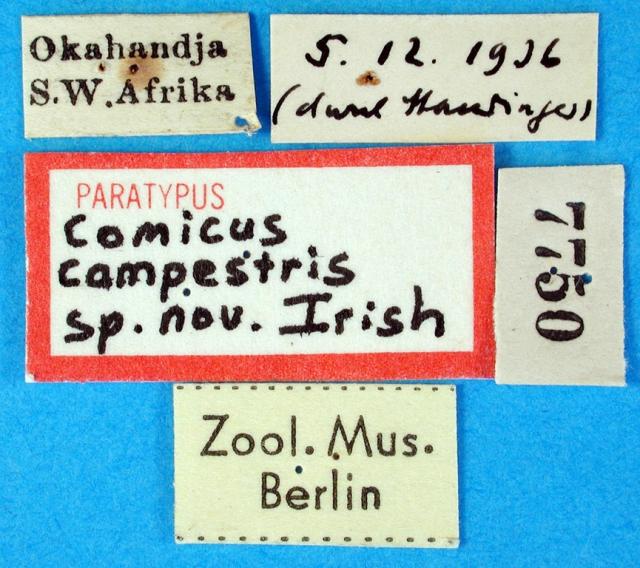 Okahandja
S.W. Afrika
5. 12. 1936
PARATYPUS
comicus
campestris
sp. nov. Irish
7750
Zool. Mus.
Berlin